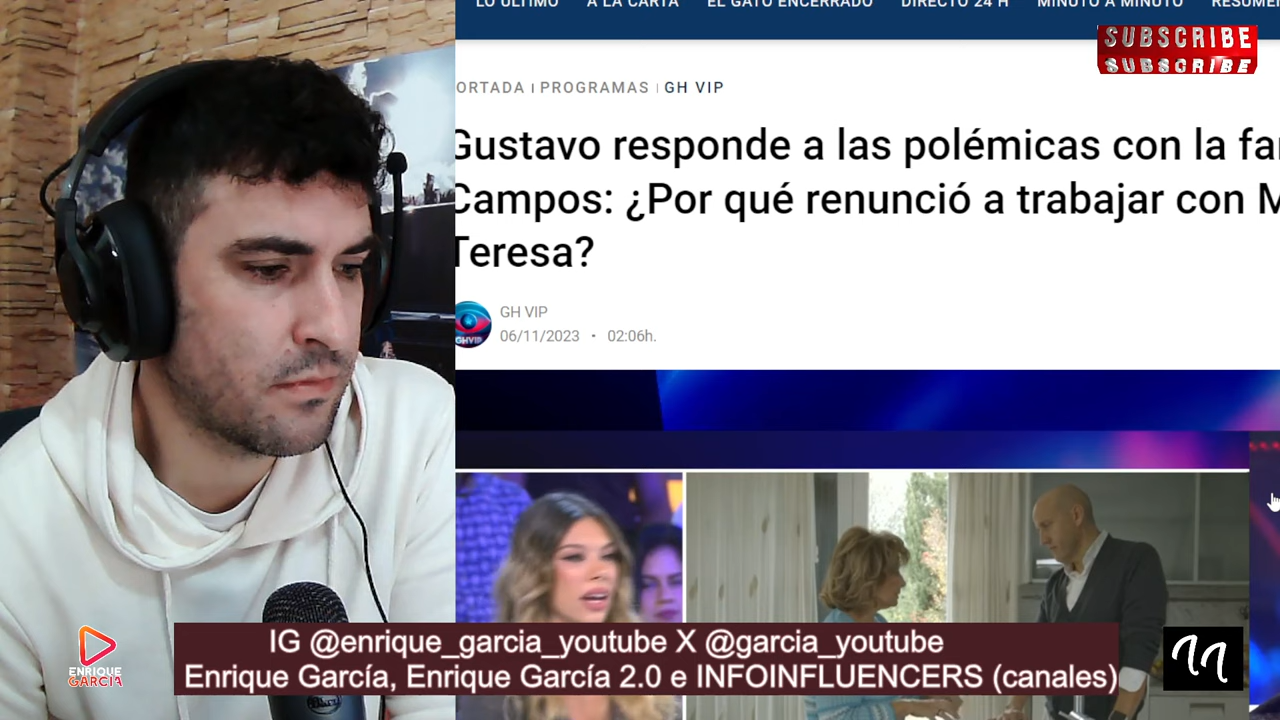 LO ÚLTIMO A LA CARTA EL GATO ENCERRADO DIRECTO 24 H MINUTO A MINUTO RESÚMEN
SUBSCRIBE
SUBSCRIBE
ORTADA | PROGRAMAS | GH VIP
Gustavo responde a las polémicas con la fa
Campos: ¿Por qué renunció a trabajar con M
Teresa?
GH VIP
06/11/2023 · 02:06h.
GHVIP
IG @enrique_garcia_youtube X @garcia_youtube
Enrique García, Enrique García 2.0 e INFOINFLUENCERS (canales)
ENRIQUE
GARCÍA